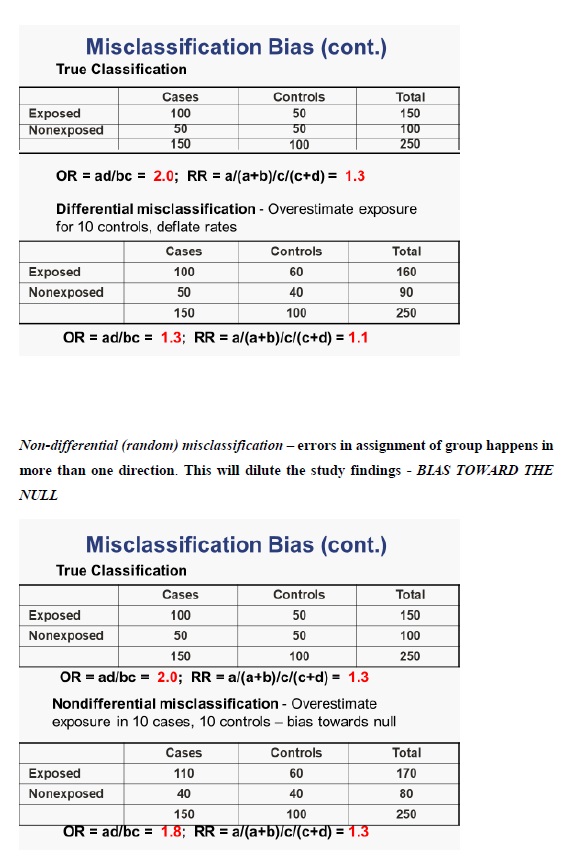 Misclassification Bias (cont.)
True Classification
Cases Controls Total
Exposed 100 50 150
Nonexposed 50 50 100
150 100 250
OR = ad/bc = 2.0; RR = a/(a+b)/c/(c+d) = 1.3
Differential misclassification - Overestimate exposure
for 10 controls, deflate rates
Cases Controls Total
Exposed 100 60 160
Nonexposed 50 40 90
150 100 250
OR = ad/bc = 1.3; RR = a/(a+b)/c/(c+d) = 1.1
Non-differential (random) misclassification – errors in assignment of group happens in
more than one direction. This will dilute the study findings - BIAS TOWARD THE
NULL
Misclassification Bias (cont.)
True Classification
Cases Controls Total
Exposed 100 50 150
Nonexposed 50 50 100
150 100 250
OR = ad/bc = 2.0; RR = a/(a+b)/c/(c+d) = 1.3
Nondifferential misclassification - Overestimate
exposure in 10 cases, 10 controls – bias towards null
Cases Controls Total
Exposed 110 60 170
Nonexposed 40 40 80
150 100 250
OR = ad/bc = 1.8; RR = a/(a+b)/c/(c+d) = 1.3